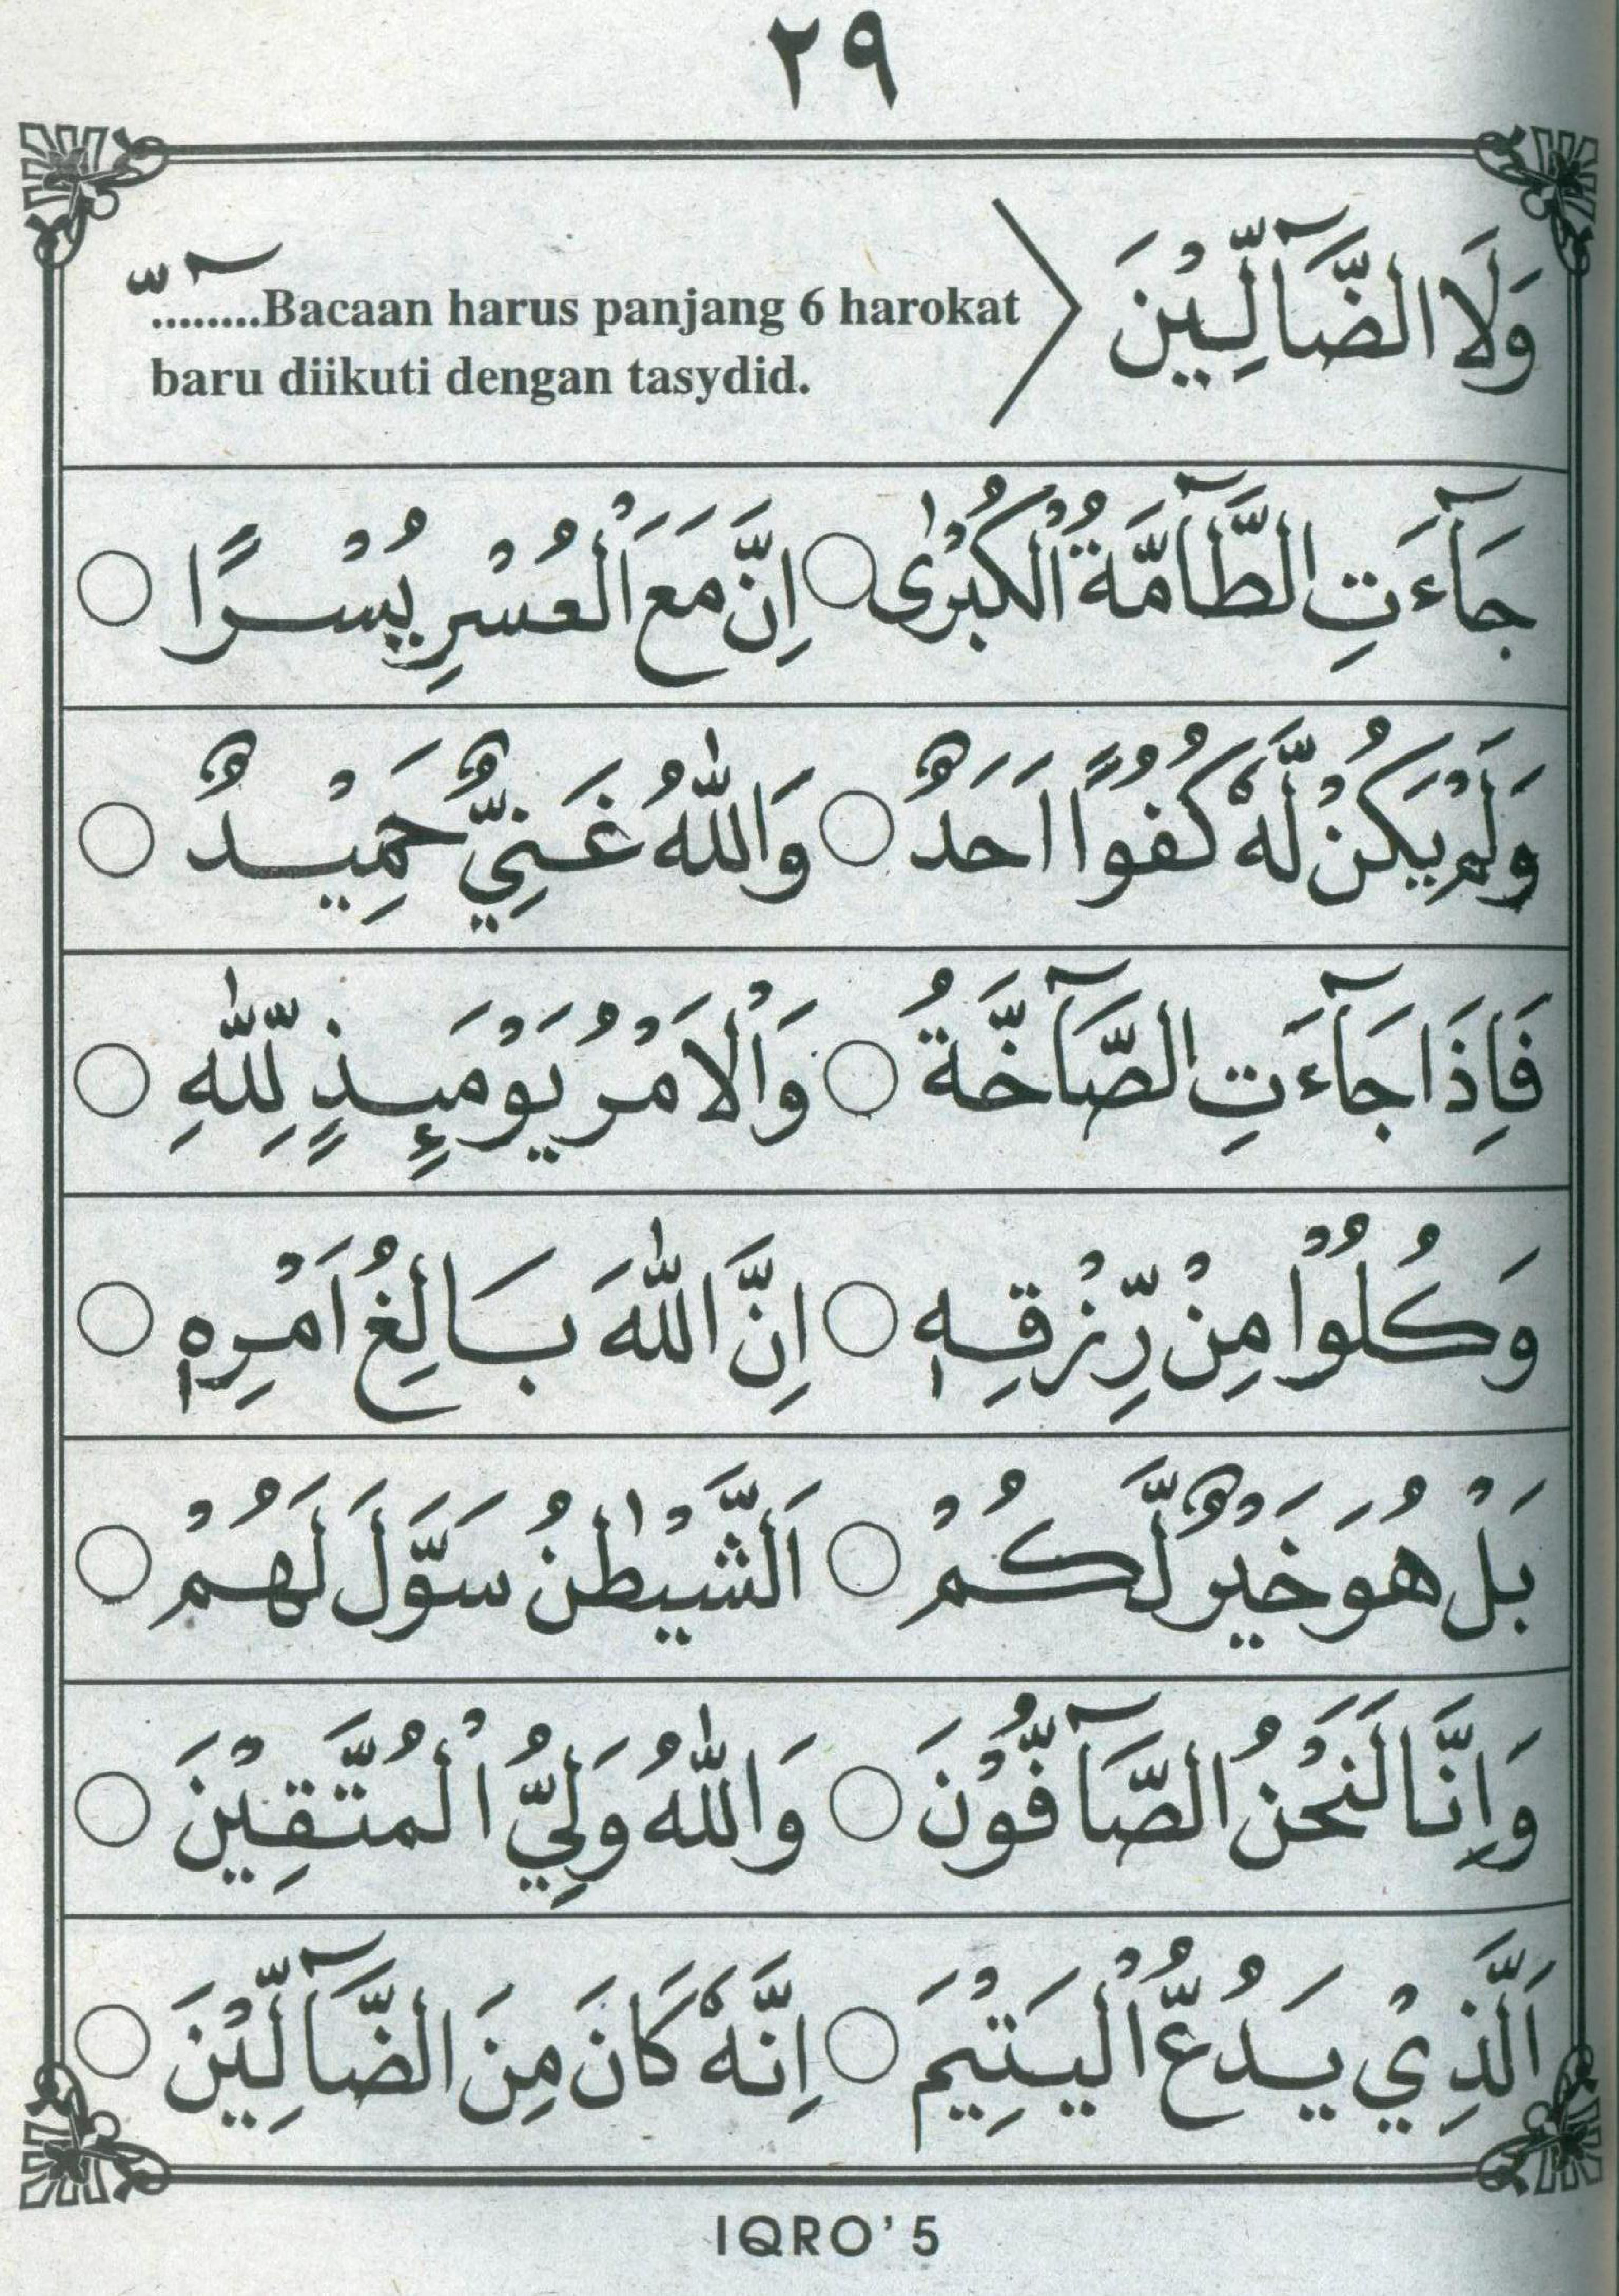 ٢٩
وَلَا الضَّآلِّيْنَ
........Bacaan harus panjang 6 harokat
baru diikuti dengan tasydid.
جَآءَتِ الطَّآمَّةُ الْكُبْرٰى ○ اِنَّ مَعَ الْعُسْرِ يُسْرًا ○
وَلَمْ يَكُنْ لَّهُ كُفُوًا اَحَدٌ ○ وَاللّٰهُ غَنِيٌّ حَمِيْدٌ ○
فَاِذَا جَآءَتِ الصَّآخَّةُ ○ وَالْاَمْرُ يَوْمَئِذٍ لِّلّٰهِ ○
وَكُلُوْا مِنْ رِّزْقِهٖ ○ اِنَّ اللّٰهَ بَالِغُ اَمْرِهٖ ○
بَلْ هُوَ خَيْرٌ لَّكُمْ ○ اَلشَّيْطٰنُ سَوَّلَ لَهُمْ ○
وَاِنَّا لَنَحْنُ الصَّآفُّوْنَ ○ وَاللّٰهُ وَلِيُّ الْمُتَّقِيْنَ ○
اَلَّذِيْ يَدُعُّ الْيَتِيْمَ ○ اِنَّهُ كَانَ مِنَ الضَّآلِّيْنَ ○
IQRO' 5